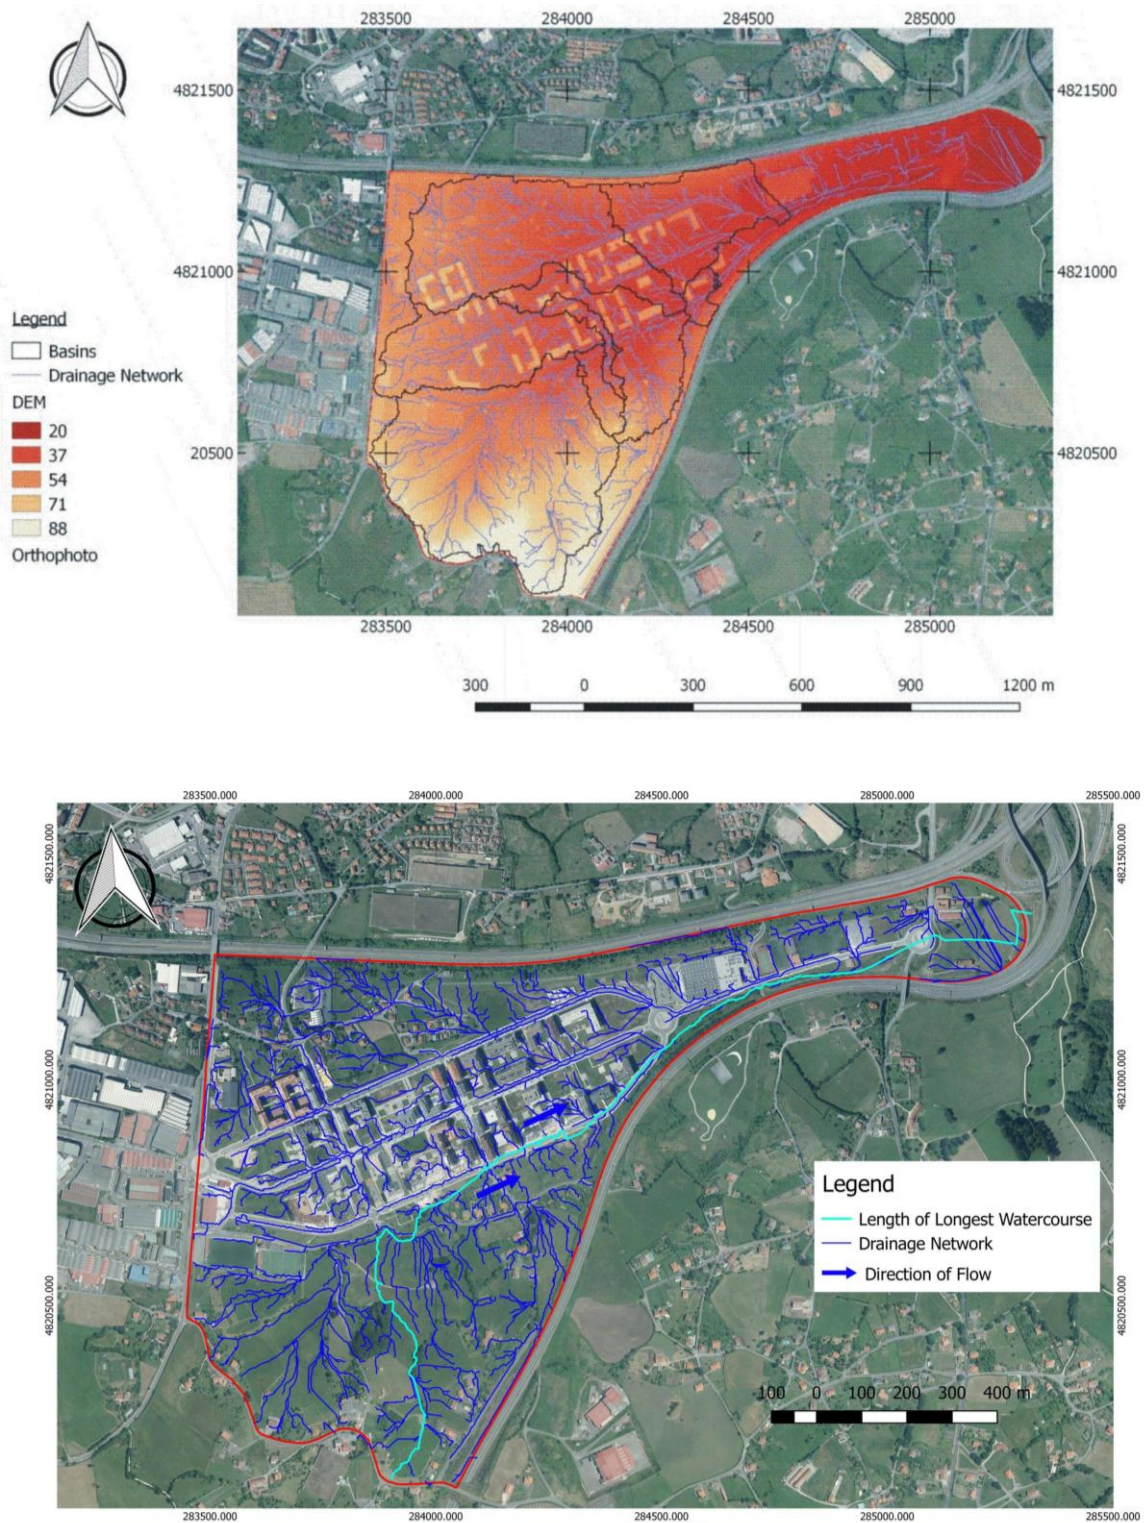 283500 284000 284500 285000
4821500 4821500
4821000 4821000
20500 4820500
Legend
Basins
Drainage Network
DEM
20
37
54
71
88
Orthophoto
283500 284000 284500 285000
300 0 300 600 900 1200 m
283500.000 284000.000 284500.000 285000.000 285500.000
4821500.000 4821500.000
4821000.000 4821000.000
4820500.000 4820500.000
Legend
Length of Longest Watercourse
Drainage Network
Direction of Flow
100 0 100 200 300 400 m
283500.000 284000.000 284500.000 285000.000 285500.000